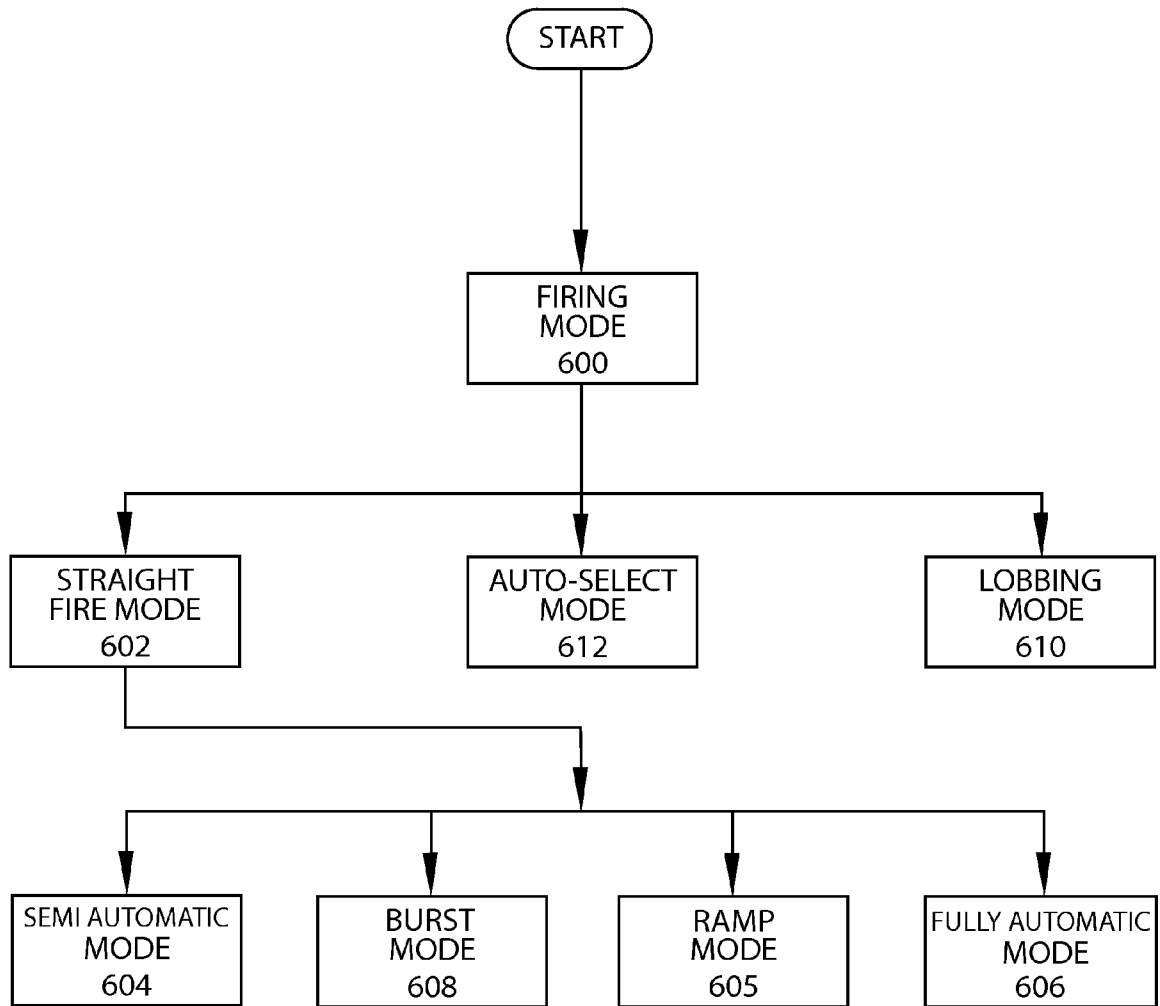 START
FIRING
MODE
600
STRAIGHT
FIRE MODE
602
AUTO-SELECT
MODE
612
LOBBING
MODE
610
SEMI AUTOMATIC
MODE
604
BURST
MODE
608
RAMP
MODE
605
FULLY AUTOMATIC
MODE
606